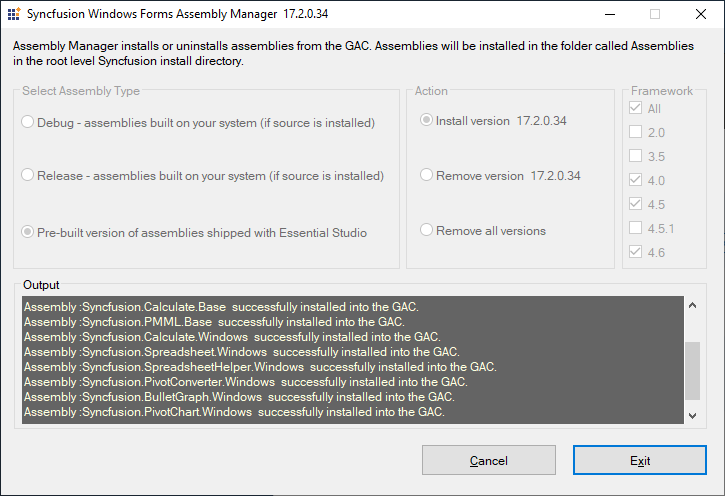 Syncfusion Windows Forms Assembly Manager 17.2.0.34
Assembly Manager installs or uninstalls assemblies from the GAC. Assemblies will be installed in the folder called Assemblies
in the root level Syncfusion install directory.
Select Assembly Type
Debug - assemblies built on your system (if source is installed)
Release - assemblies built on your system (if source is installed)
Pre-built version of assemblies shipped with Essential Studio
Action
Install version 17.2.0.34
Remove version 17.2.0.34
Remove all versions
Framework
All
2.0
3.5
4.0
4.5
4.5.1
4.6
Output
Assembly :Syncfusion.Calculate.Base successfully installed into the GAC.
Assembly :Syncfusion.PMML.Base successfully installed into the GAC.
Assembly :Syncfusion.Calculate.Windows successfully installed into the GAC.
Assembly :Syncfusion.Spreadsheet.Windows successfully installed into the GAC.
Assembly :Syncfusion.SpreadsheetHelper.Windows successfully installed into the GAC.
Assembly :Syncfusion.PivotConverter.Windows successfully installed into the GAC.
Assembly :Syncfusion.BulletGraph.Windows successfully installed into the GAC.
Assembly :Syncfusion.PivotChart.Windows successfully installed into the GAC.
Cancel
Exit